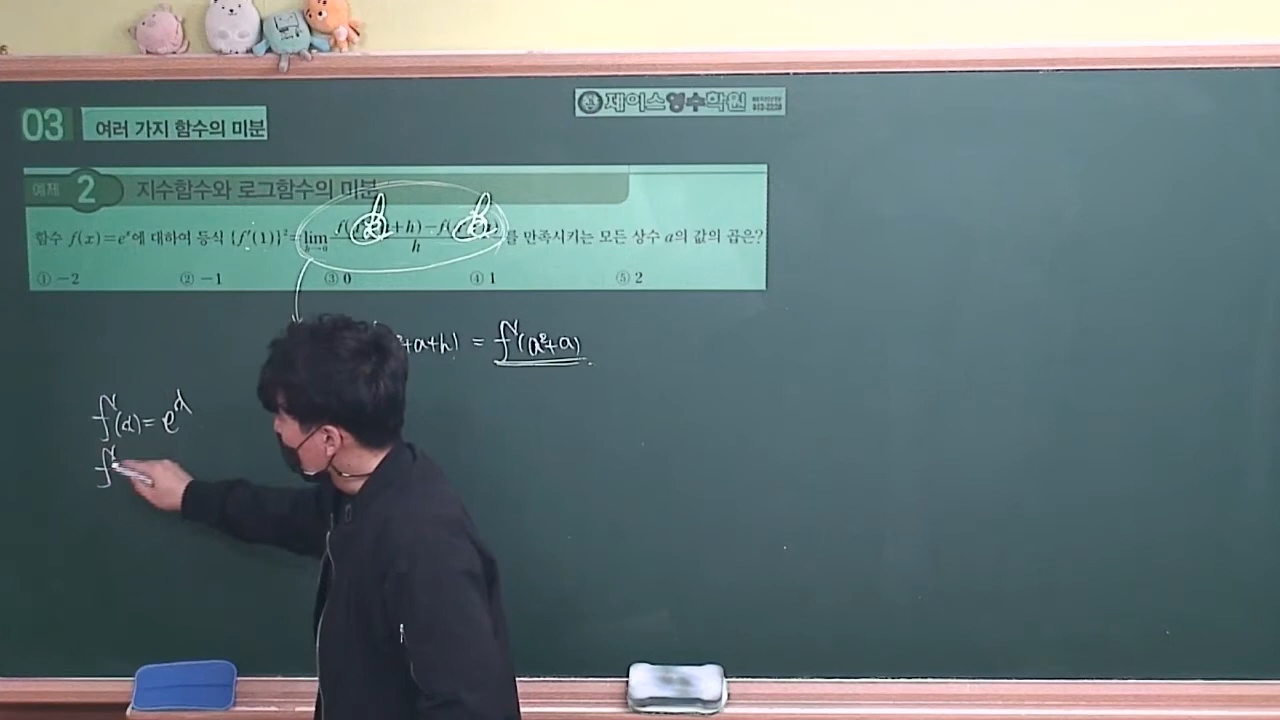 03 여러 가지 함수의 미분
제이스영수학원
예제 2 지수함수와 로그함수의 미분
함수 f(x)=eˣ에 대하여 등식 {f′(1)}²=lim h→0 f( +h)−f( ) / h 를 만족시키는 모든 상수 a의 값의 곱은?
① −2 ② −1 ③ 0 ④ 1 ⑤ 2
+a+h) = f′(a²+a)
f′(x)=eˣ
f′